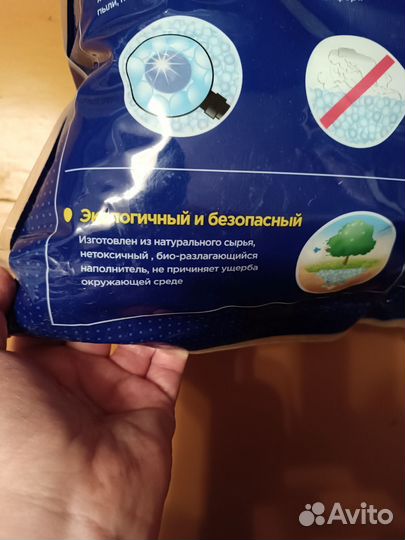 пыли,
Экологичный и безопасный
Изготовлен из натурального сырья,
нетоксичный , био-разлагающийся
наполнитель, не причиняет ущерба
окружающей среде
Avito